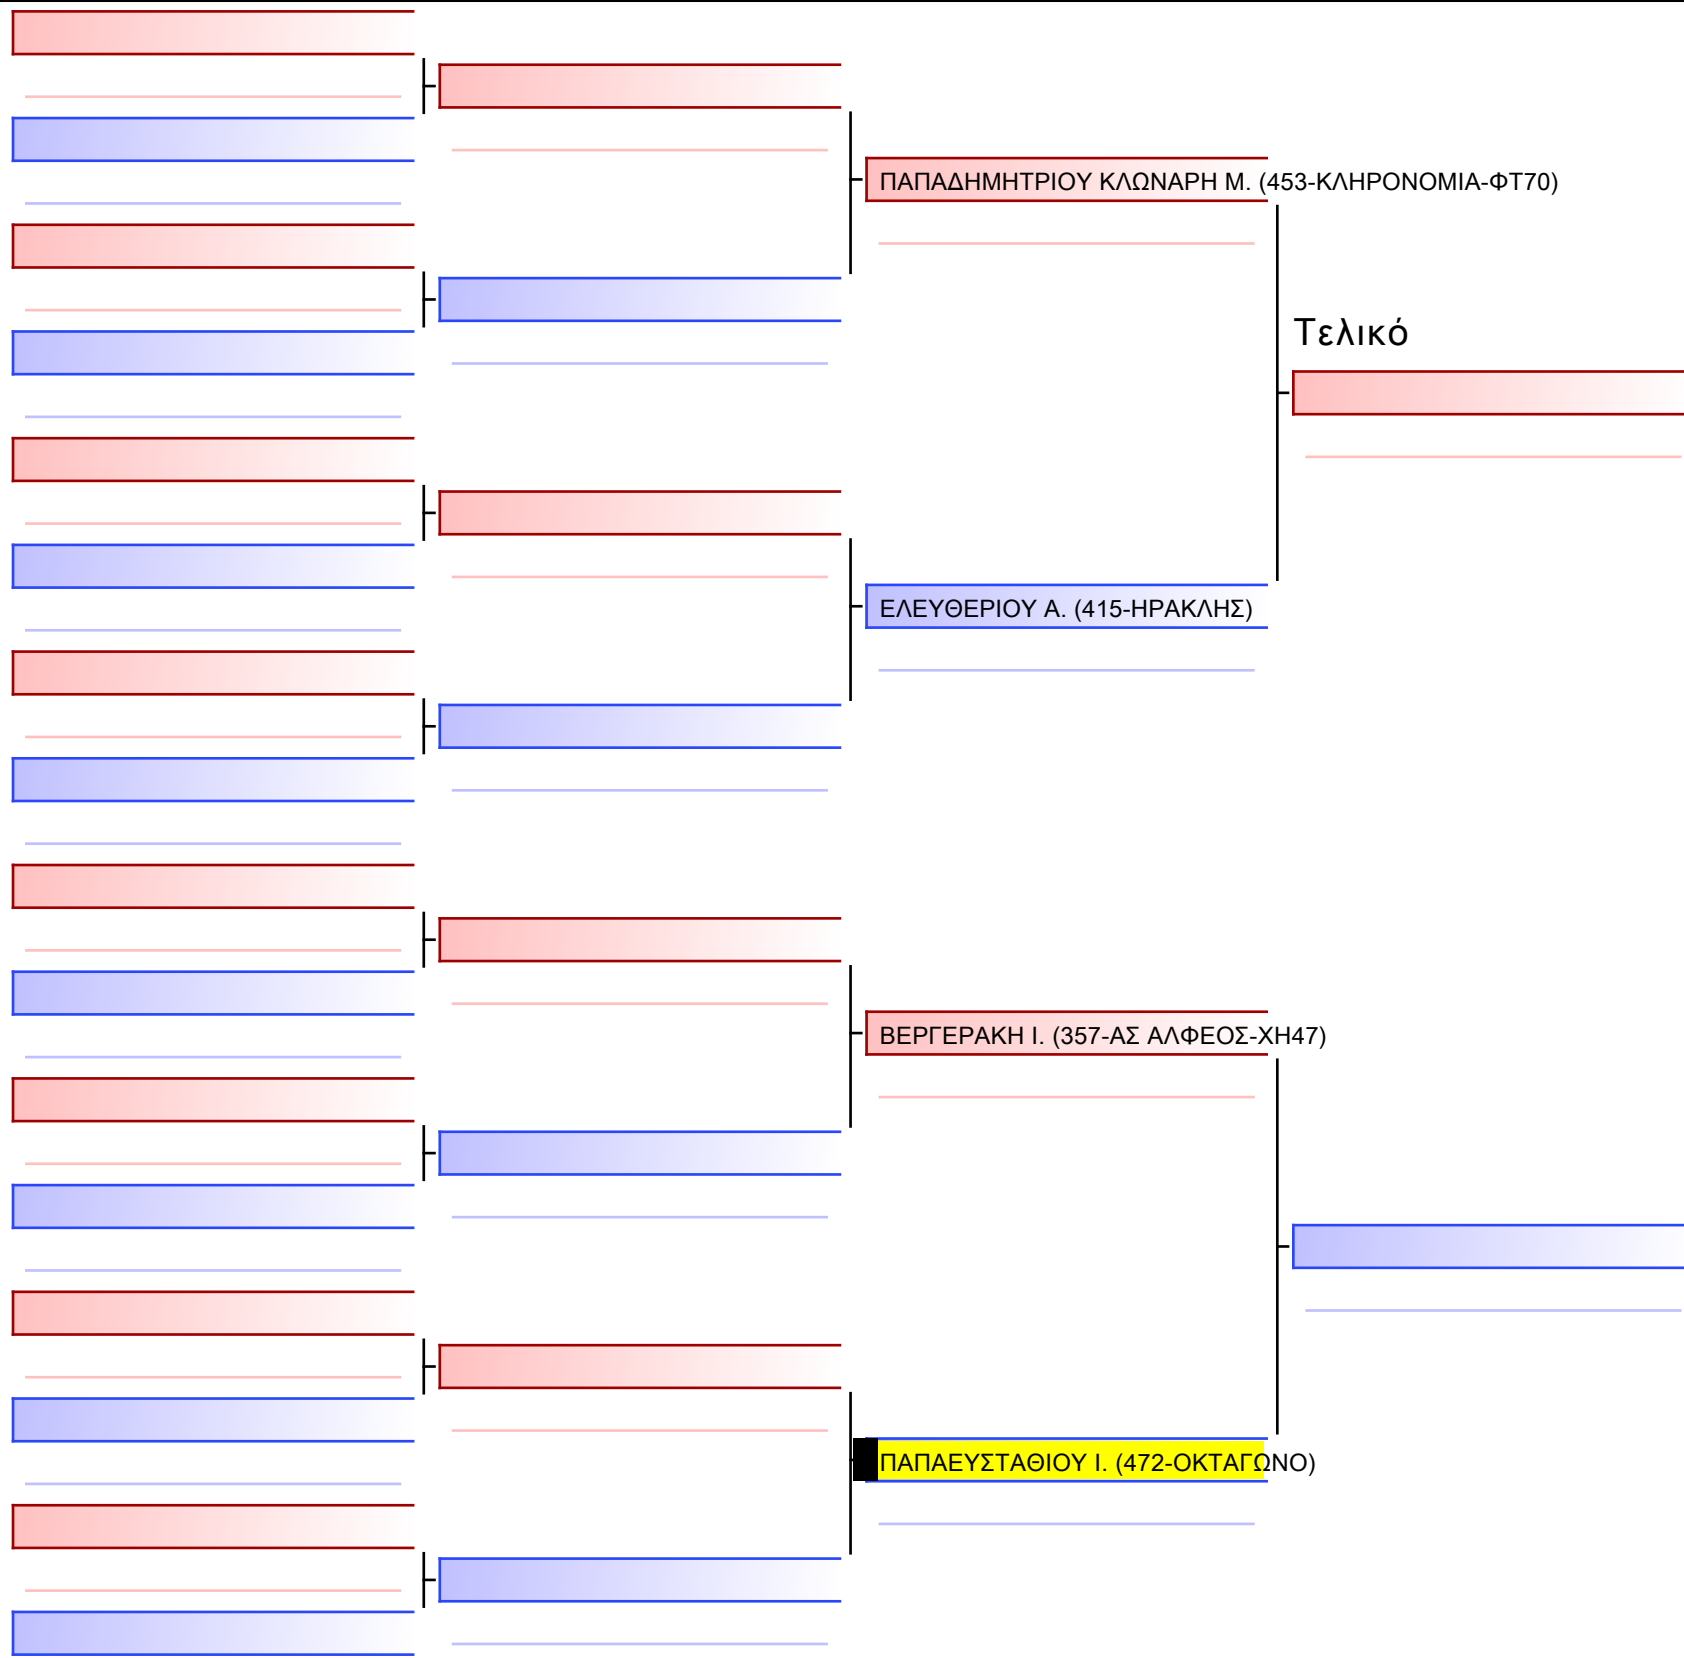 ΠΑΠΑΔΗΜΗΤΡΙΟΥ ΚΛΩΝΑΡΗ Μ. (453-ΚΛΗΡΟΝΟΜΙΑ-ΦΤ70)
Τελικό
ΕΛΕΥΘΕΡΙΟΥ Α. (415-ΗΡΑΚΛΗΣ)
ΒΕΡΓΕΡΑΚΗ Ι. (357-ΑΣ ΑΛΦΕΟΣ-ΧΗ47)
ΠΑΠΑΕΥΣΤΑΘΙΟΥ Ι. (472-ΟΚΤΑΓΩΝΟ)